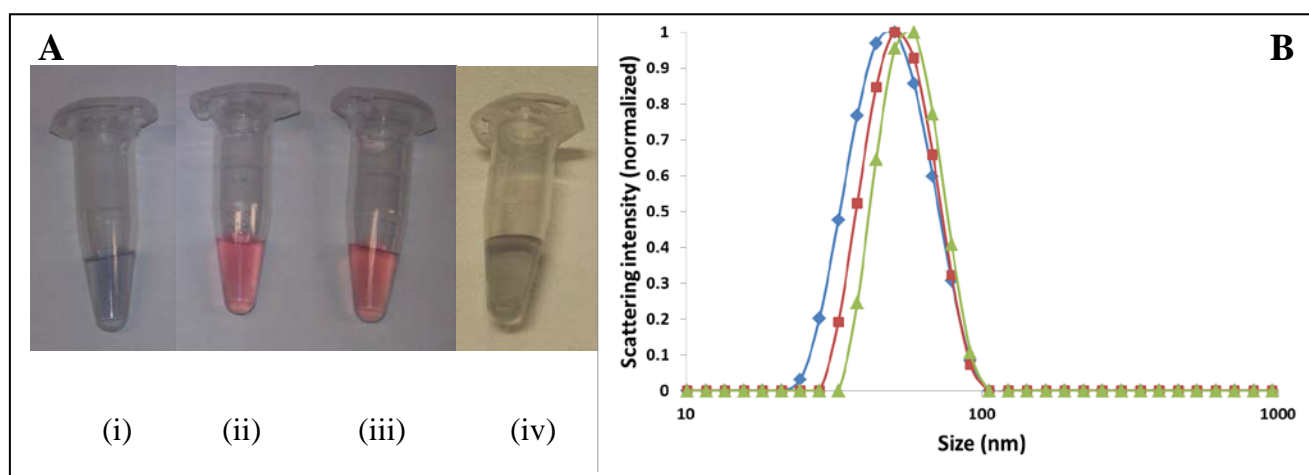 A
(i) (ii) (iii) (iv)
B
Scattering intensity (normalized)
1
0.9
0.8
0.7
0.6
0.5
0.4
0.3
0.2
0.1
0
10 100 1000
Size (nm)